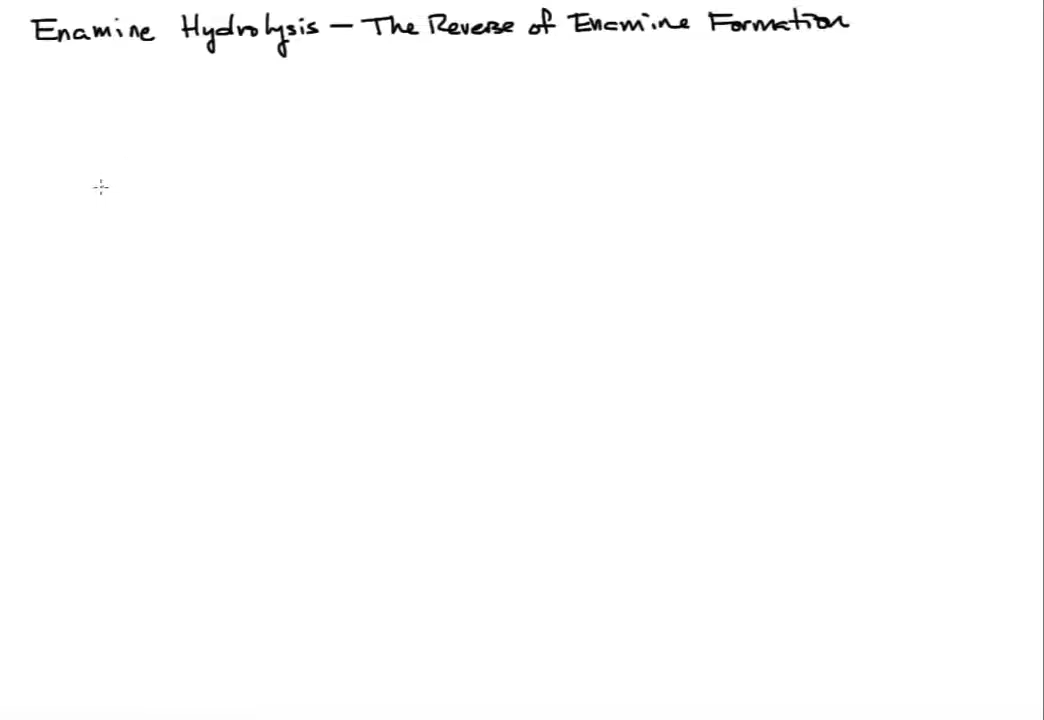 Enamine Hydrolysis – The Reverse of Enamine Formation